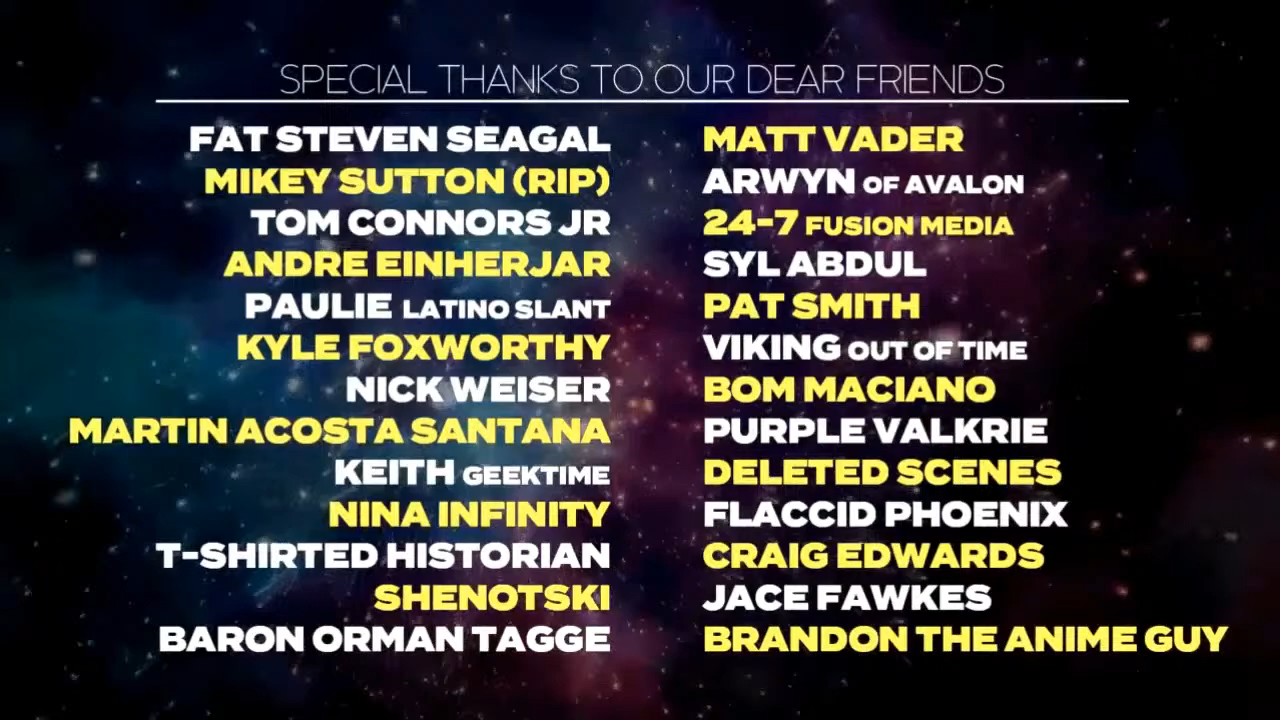 SPECIAL THANKS TO OUR DEAR FRIENDS
FAT STEVEN SEAGAL
MIKEY SUTTON (RIP)
TOM CONNORS JR
ANDRE EINHERJAR
PAULIE LATINO SLANT
KYLE FOXWORTHY
NICK WEISER
MARTIN ACOSTA SANTANA
KEITH GEEKTIME
NINA INFINITY
T-SHIRTED HISTORIAN
SHENOTSKI
BARON ORMAN TAGGE
MATT VADER
ARWYN OF AVALON
24-7 FUSION MEDIA
SYL ABDUL
PAT SMITH
VIKING OUT OF TIME
BOM MACIANO
PURPLE VALKRIE
DELETED SCENES
FLACCID PHOENIX
CRAIG EDWARDS
JACE FAWKES
BRANDON THE ANIME GUY